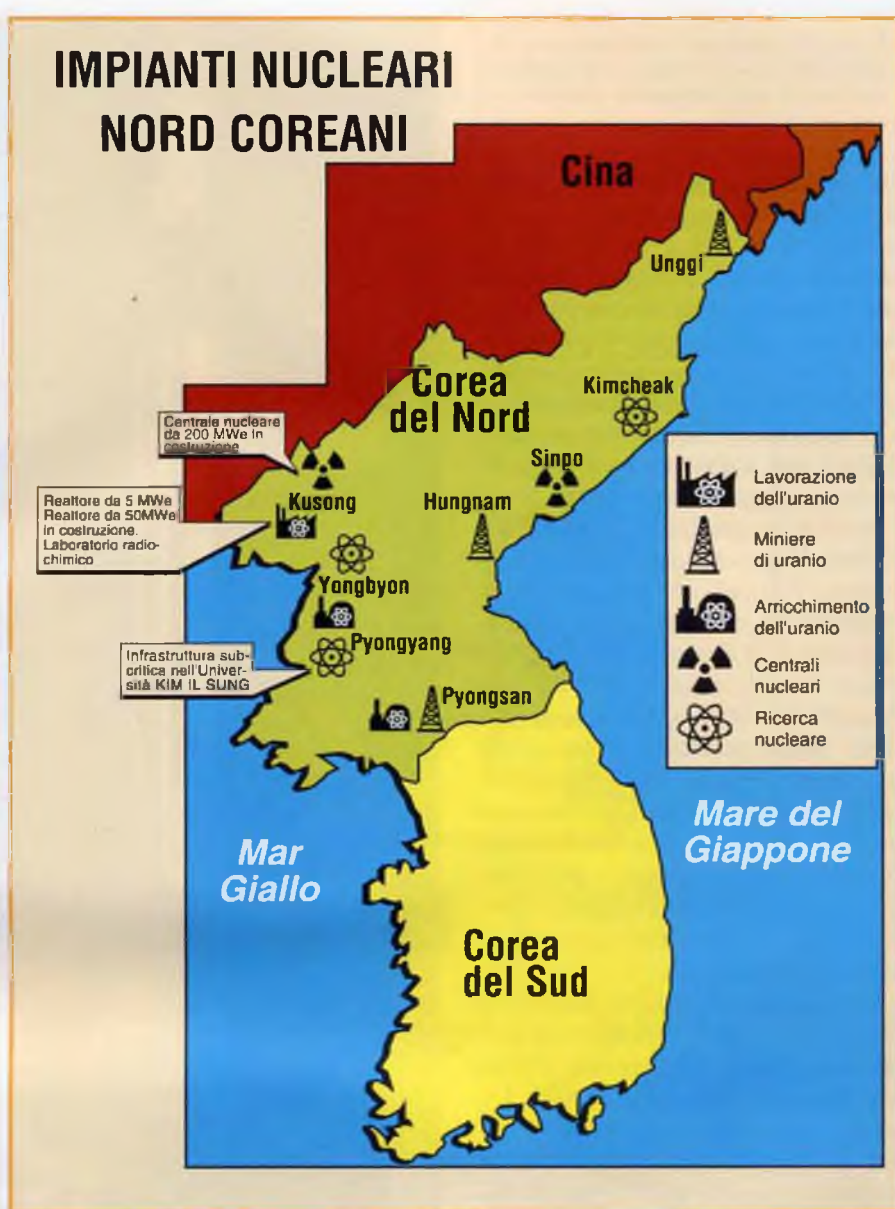 IMPIANTI NUCLEARI
NORD COREANI
Cina
Unggi
Corea
del Nord
Kimcheak
Centrale nucleare
da 200 MWe in
costruzione
Sinpo
Kusong
Hungnam
Reattore da 5 MWe
Reattore da 50MWe
in costruzione.
Laboratorio radio-
chimico
Yongbyon
Pyongyang
Infrastruttura sub-
critica nell'Univer-
sità KIM IL SUNG
Pyongsan
Lavorazione
dell'uranio
Miniere
di uranio
Arricchimento
dell'uranio
Centrali
nucleari
Ricerca
nucleare
Mar
Giallo
Mare del
Giappone
Corea
del Sud